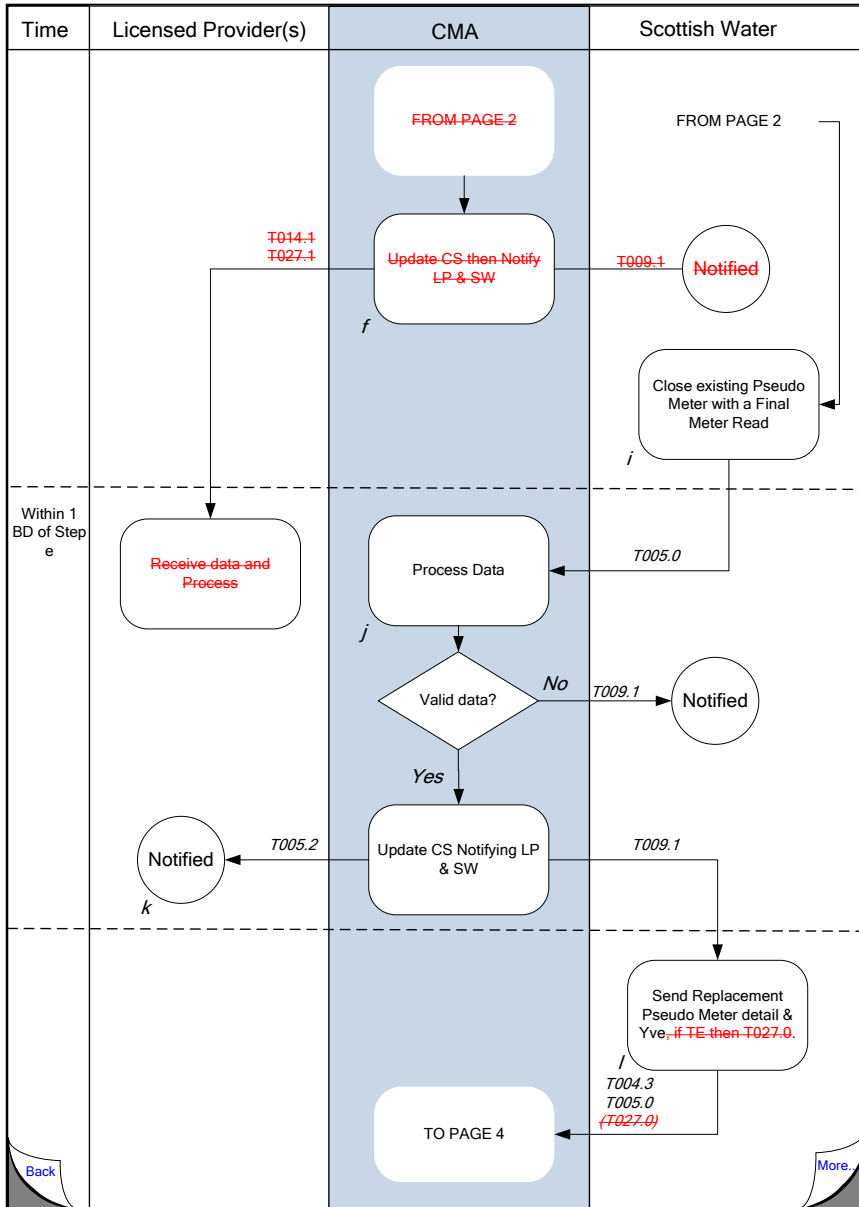 Time
Licensed Provider(s)
CMA
Scottish Water
FROM PAGE 2
FROM PAGE 2
T014.1
T027.1
Update CS then Notify
LP & SW
T009.1
Notified
f
Close existing Pseudo
Meter with a Final
Meter Read
i
Within 1
BD of Step
e
Receive data and
Process
Process Data
T005.0
j
Valid data?
No
T009.1
Notified
Yes
Notified
T005.2
Update CS Notifying LP
& SW
T009.1
k
Send Replacement
Pseudo Meter detail &
Yve, if TE then T027.0.
l
T004.3
T005.0
(T027.0)
TO PAGE 4
Back
More..